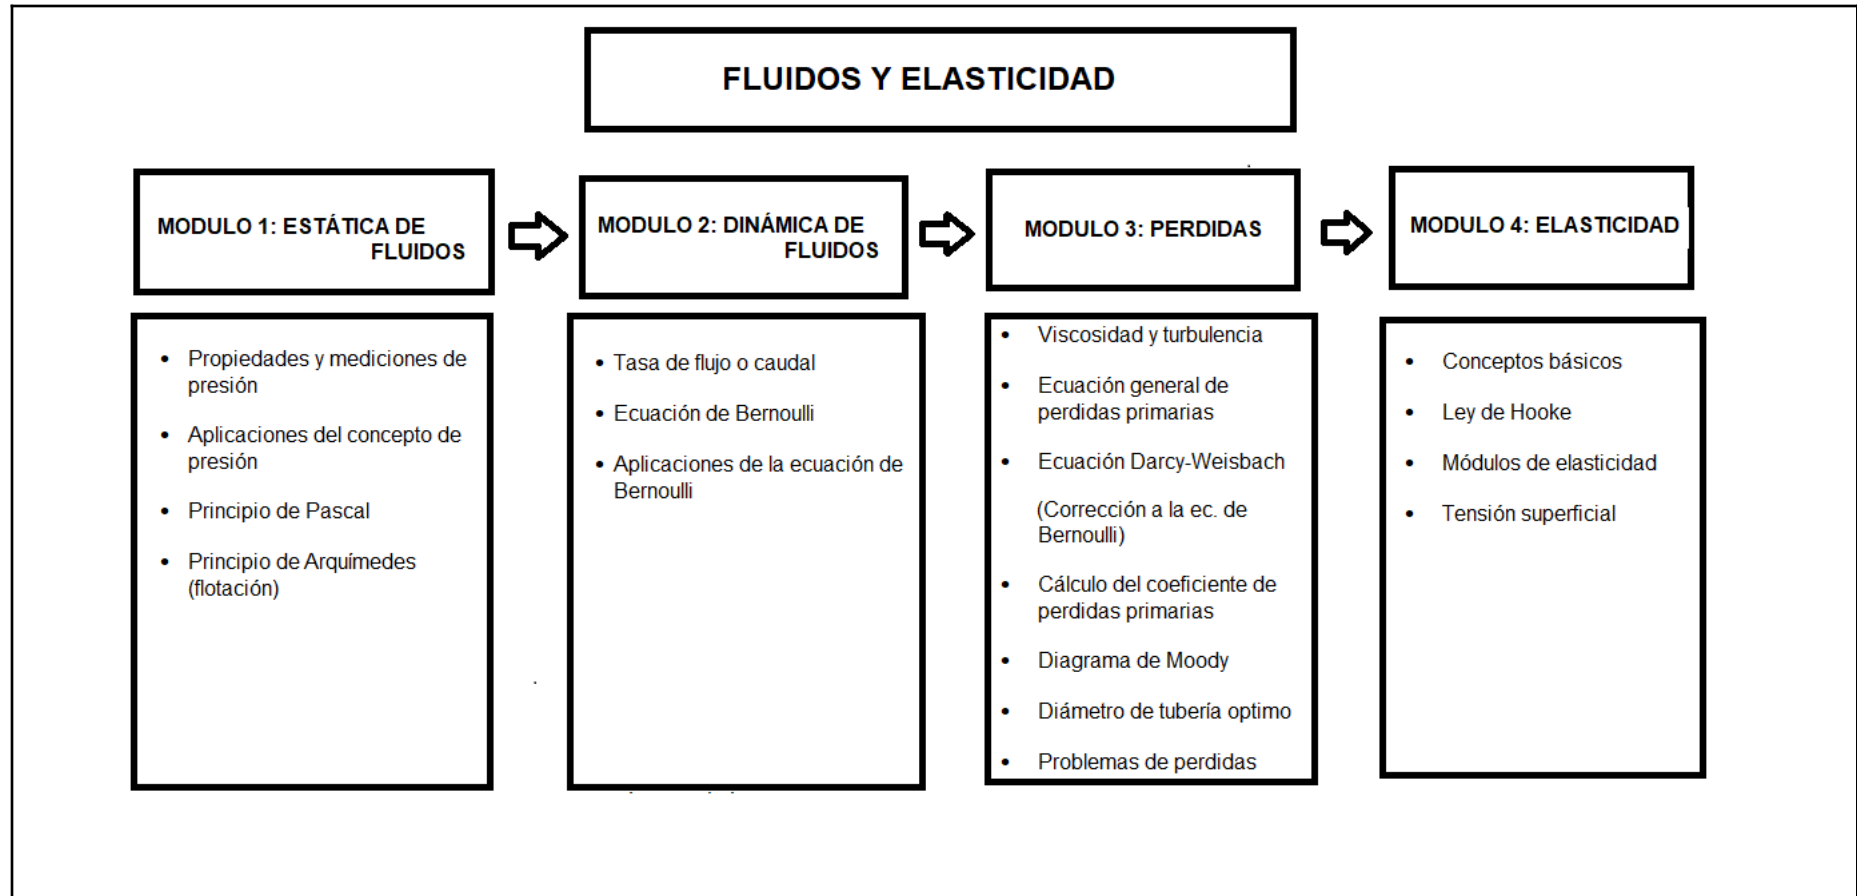 FLUIDOS Y ELASTICIDAD
MODULO 1: ESTÁTICA DE
FLUIDOS
MODULO 2: DINÁMICA DE
FLUIDOS
MODULO 3: PERDIDAS
MODULO 4: ELASTICIDAD
• Propiedades y mediciones de
presión
• Aplicaciones del concepto de
presión
• Principio de Pascal
• Principio de Arquímedes
(flotación)
• Tasa de flujo o caudal
• Ecuación de Bernoulli
• Aplicaciones de la ecuación de
Bernoulli
• Viscosidad y turbulencia
• Ecuación general de
perdidas primarias
• Ecuación Darcy-Weisbach
(Corrección a la ec. de
Bernoulli)
• Cálculo del coeficiente de
perdidas primarias
• Diagrama de Moody
• Diámetro de tubería optimo
• Problemas de perdidas
• Conceptos básicos
• Ley de Hooke
• Módulos de elasticidad
• Tensión superficial